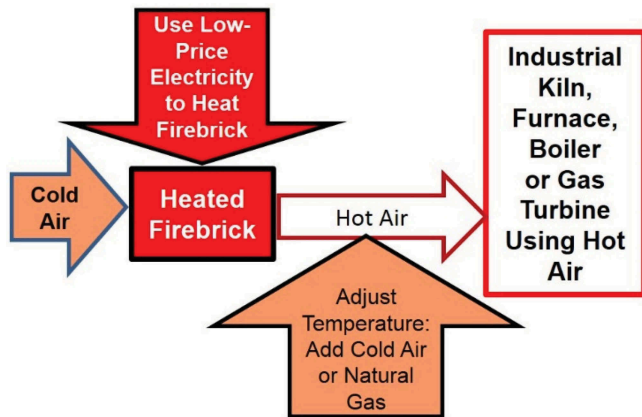 Use Low-
Price
Electricity
to Heat
Firebrick
Cold
Air
Heated
Firebrick
Hot Air
Industrial
Kiln,
Furnace,
Boiler
or Gas
Turbine
Using Hot
Air
Adjust
Temperature:
Add Cold Air
or Natural
Gas